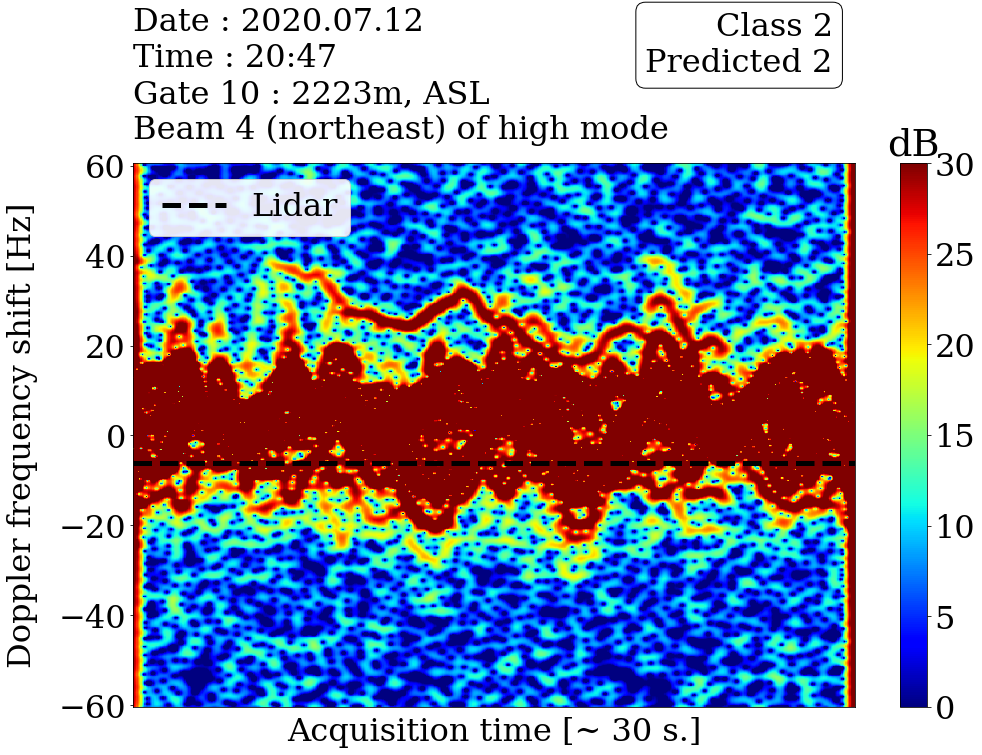 Date : 2020.07.12
Time : 20:47
Gate 10 : 2223m, ASL
Beam 4 (northeast) of high mode
Class 2
Predicted 2
dB
Lidar
60
40
20
0
−20
−40
−60
Doppler frequency shift [Hz]
Acquisition time [~ 30 s.]
30
25
20
15
10
5
0